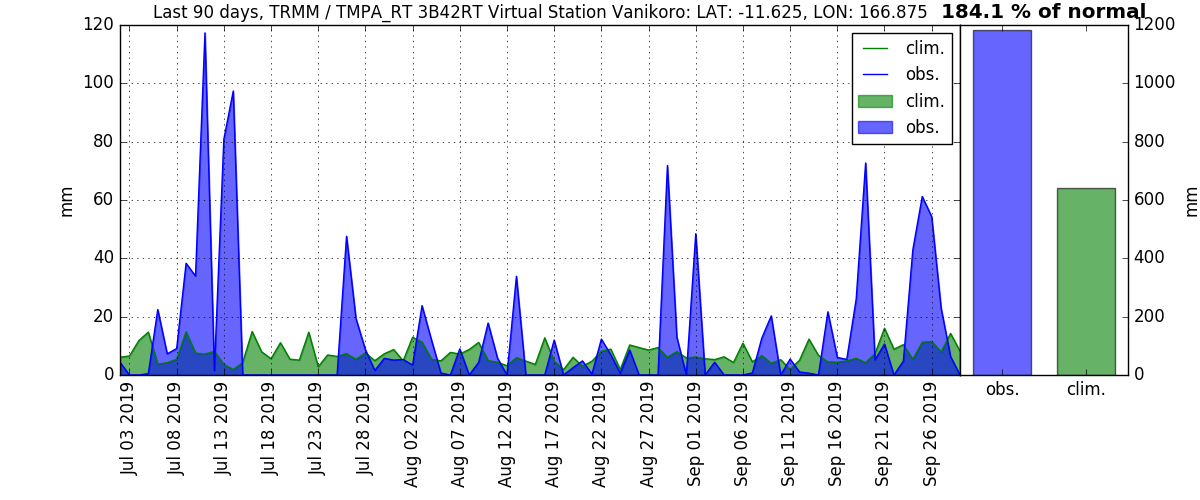 Last 90 days, TRMM / TMPA_RT 3B42RT Virtual Station Vanikoro: LAT: -11.625, LON: 166.875 184.1 % of normal
120
100
80
60
40
20
0
mm
clim.
obs.
clim.
obs.
1200
1000
800
600
400
200
0
mm
obs.
clim.
Jul 03 2019
Jul 08 2019
Jul 13 2019
Jul 18 2019
Jul 23 2019
Jul 28 2019
Aug 02 2019
Aug 07 2019
Aug 12 2019
Aug 17 2019
Aug 22 2019
Aug 27 2019
Sep 01 2019
Sep 06 2019
Sep 11 2019
Sep 16 2019
Sep 21 2019
Sep 26 2019